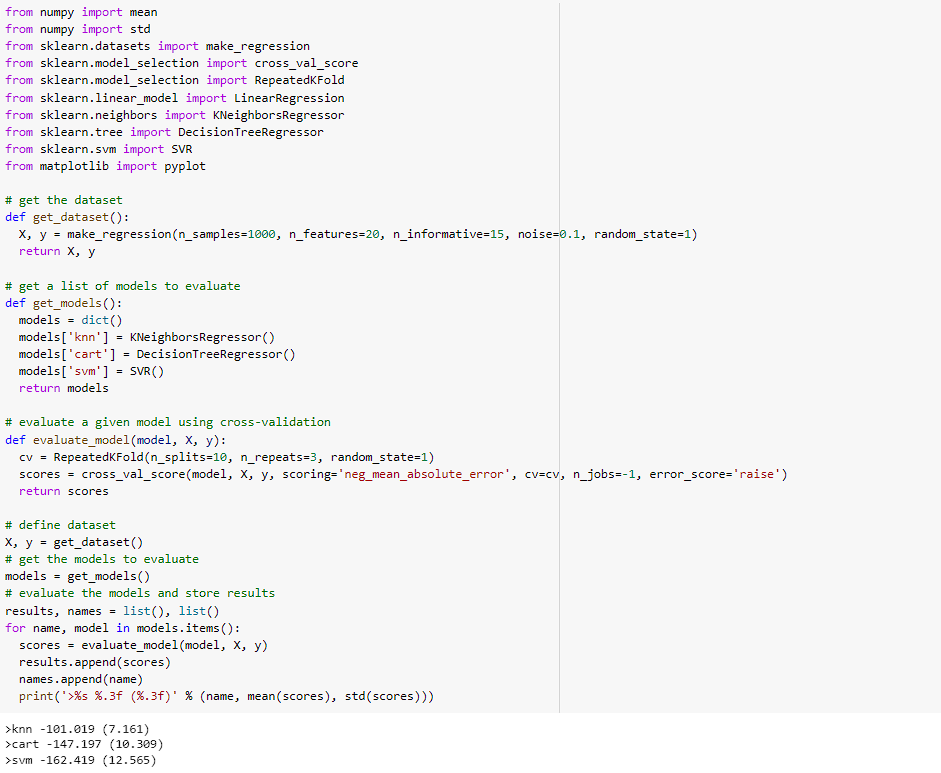 from numpy import mean
from numpy import std
from sklearn.datasets import make_regression
from sklearn.model_selection import cross_val_score
from sklearn.model_selection import RepeatedKFold
from sklearn.linear_model import LinearRegression
from sklearn.neighbors import KNeighborsRegressor
from sklearn.tree import DecisionTreeRegressor
from sklearn.svm import SVR
from matplotlib import pyplot

# get the dataset
def get_dataset():
  X, y = make_regression(n_samples=1000, n_features=20, n_informative=15, noise=0.1, random_state=1)
  return X, y

# get a list of models to evaluate
def get_models():
  models = dict()
  models['knn'] = KNeighborsRegressor()
  models['cart'] = DecisionTreeRegressor()
  models['svm'] = SVR()
  return models

# evaluate a given model using cross-validation
def evaluate_model(model, X, y):
  cv = RepeatedKFold(n_splits=10, n_repeats=3, random_state=1)
  scores = cross_val_score(model, X, y, scoring='neg_mean_absolute_error', cv=cv, n_jobs=-1, error_score='raise')
  return scores

# define dataset
X, y = get_dataset()
# get the models to evaluate
models = get_models()
# evaluate the models and store results
results, names = list(), list()
for name, model in models.items():
  scores = evaluate_model(model, X, y)
  results.append(scores)
  names.append(name)
  print('>%s %.3f (%.3f)' % (name, mean(scores), std(scores)))

>knn -101.019 (7.161)
>cart -147.197 (10.309)
>svm -162.419 (12.565)